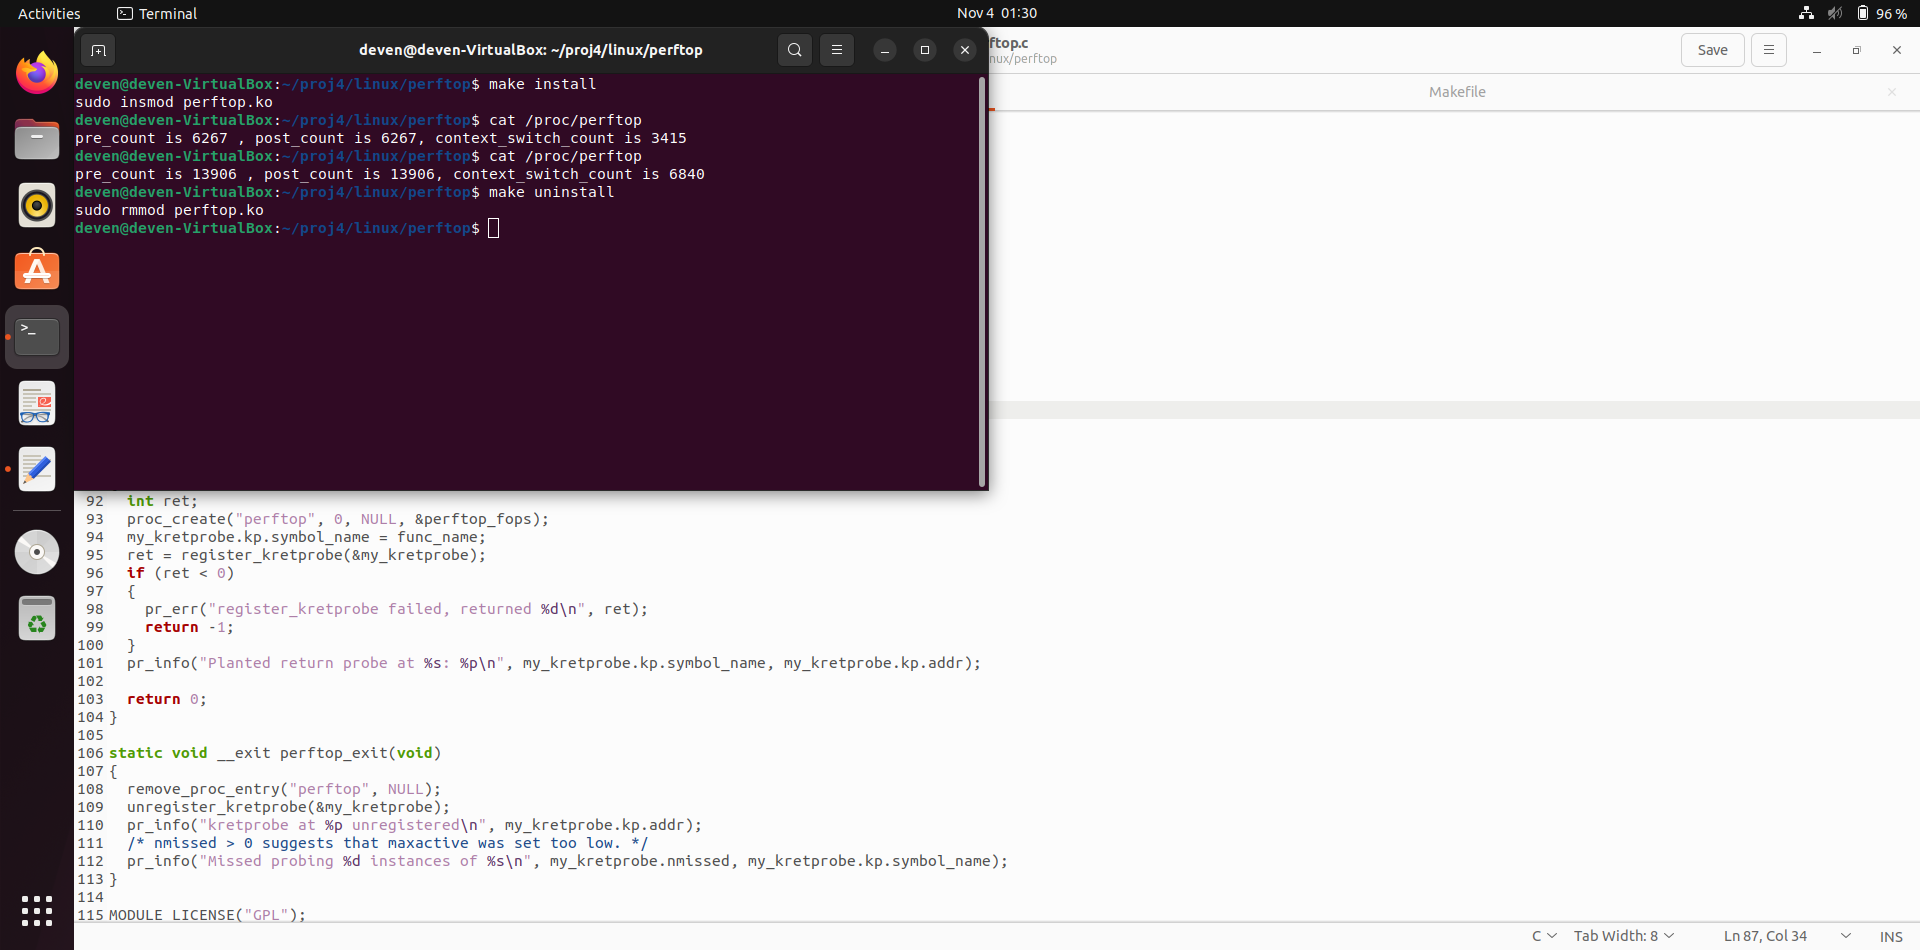 Activities
Terminal
Nov 4 01:30
96 %
deven@deven-VirtualBox: ~/proj4/linux/perftop
ftop.c
nux/perftop
Save
Makefile
deven@deven-VirtualBox:~/proj4/linux/perftop$ make install
sudo insmod perftop.ko
deven@deven-VirtualBox:~/proj4/linux/perftop$ cat /proc/perftop
pre_count is 6267 , post_count is 6267, context_switch_count is 3415
deven@deven-VirtualBox:~/proj4/linux/perftop$ cat /proc/perftop
pre_count is 13906 , post_count is 13906, context_switch_count is 6840
deven@deven-VirtualBox:~/proj4/linux/perftop$ make uninstall
sudo rmmod perftop.ko
deven@deven-VirtualBox:~/proj4/linux/perftop$
92 int ret;
93 proc_create("perftop", 0, NULL, &perftop_fops);
94 my_kretprobe.kp.symbol_name = func_name;
95 ret = register_kretprobe(&my_kretprobe);
96 if (ret < 0)
97 {
98 pr_err("register_kretprobe failed, returned %d\n", ret);
99 return -1;
100 }
101 pr_info("Planted return probe at %s: %p\n", my_kretprobe.kp.symbol_name, my_kretprobe.kp.addr);
102
103 return 0;
104 }
105
106 static void __exit perftop_exit(void)
107 {
108 remove_proc_entry("perftop", NULL);
109 unregister_kretprobe(&my_kretprobe);
110 pr_info("kretprobe at %p unregistered\n", my_kretprobe.kp.addr);
111 /* nmissed > 0 suggests that maxactive was set too low. */
112 pr_info("Missed probing %d instances of %s\n", my_kretprobe.nmissed, my_kretprobe.kp.symbol_name);
113 }
114
115 MODULE_LICENSE("GPL");
C
Tab Width: 8
Ln 87, Col 34
INS